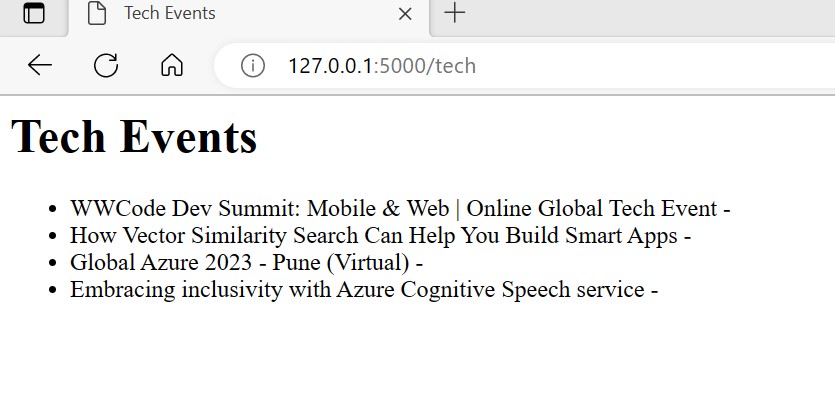 Tech Events
127.0.0.1:5000/tech
Tech Events
WWCode Dev Summit: Mobile & Web | Online Global Tech Event -
How Vector Similarity Search Can Help You Build Smart Apps -
Global Azure 2023 - Pune (Virtual) -
Embracing inclusivity with Azure Cognitive Speech service -